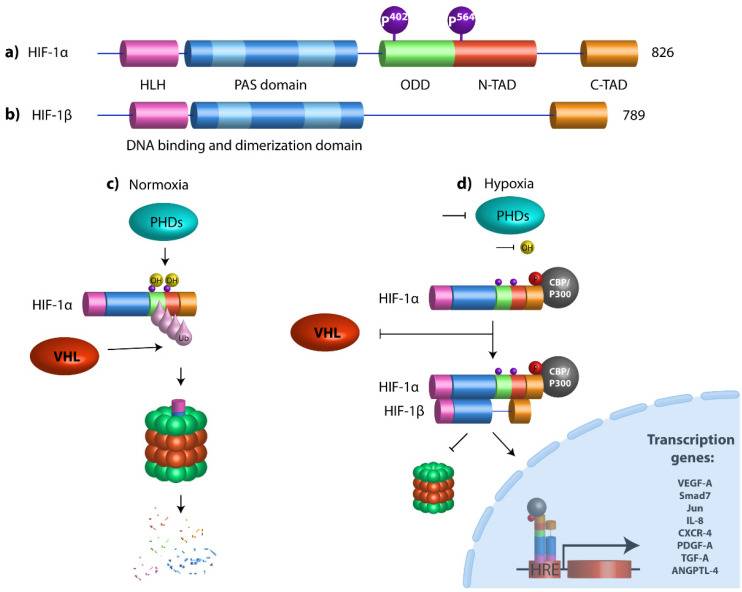 a) HIF-1α
P402
P564
826
HLH
PAS domain
ODD
N-TAD
C-TAD
b) HIF-1β
789
DNA binding and dimerization domain
c) Normoxia
PHDs
OH
OH
HIF-1α
Ub
VHL
d) Hypoxia
PHDs
OH
HIF-1α
P
CBP/
P300
VHL
HIF-1α
P
CBP/
P300
HIF-1β
Transcription
genes:
VEGF-A
Smad7
Jun
IL-8
CXCR-4
PDGF-A
TGF-A
ANGPTL-4
HRE